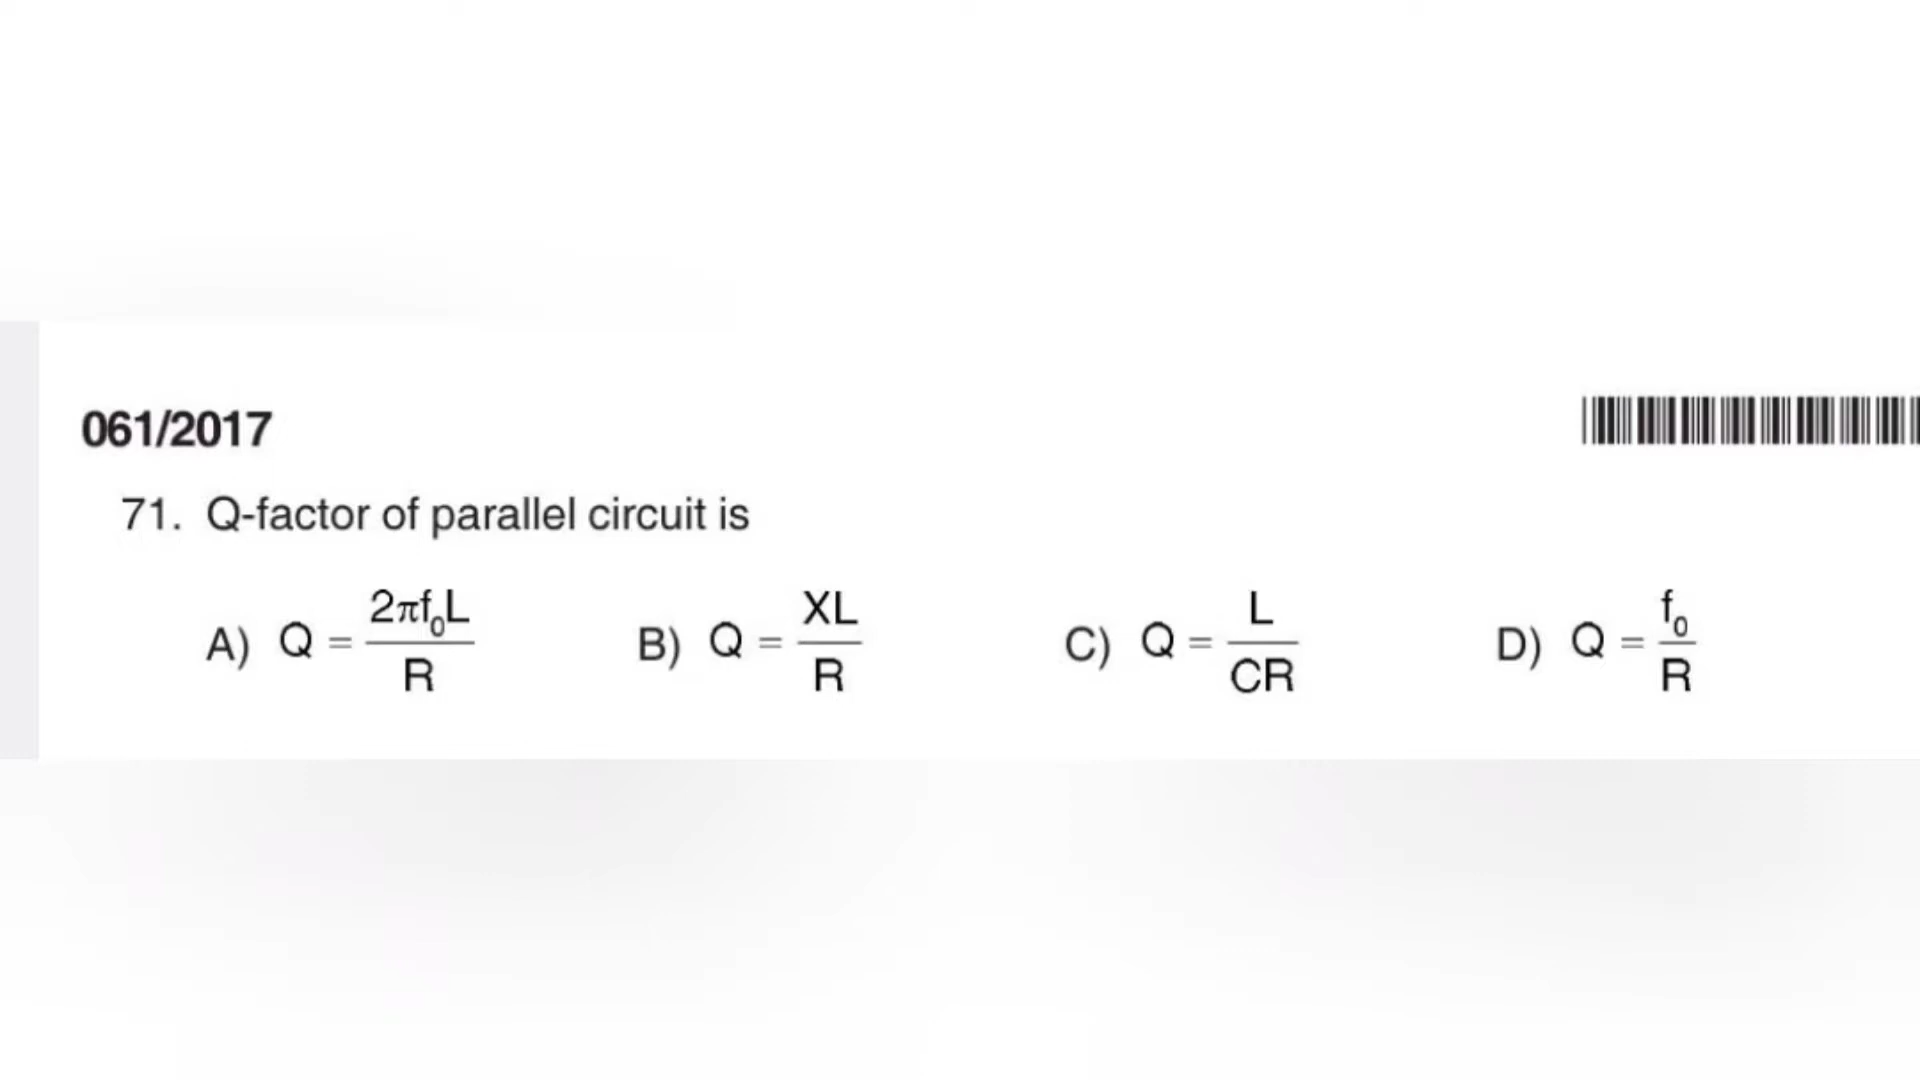 061/2017
71. Q-factor of parallel circuit is
A) Q = 2πf₀L / R B) Q = XL / R C) Q = L / CR D) Q = f₀ / R